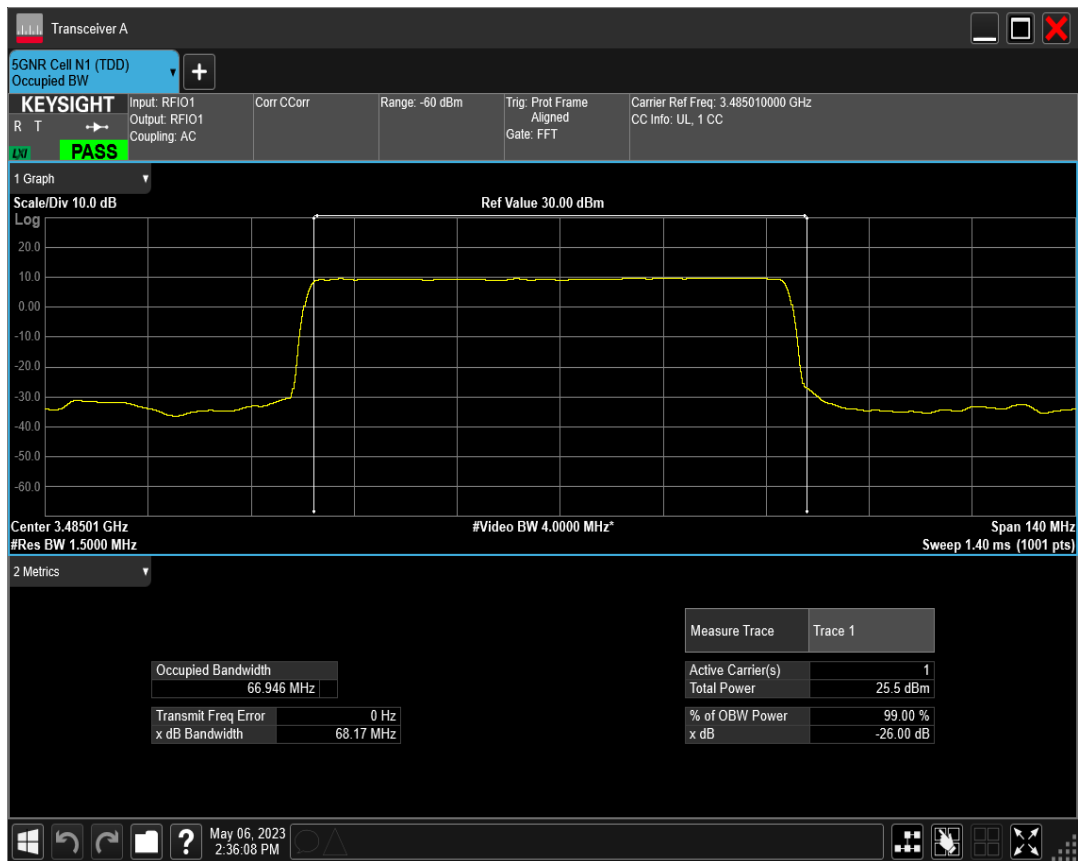 Transceiver A
5GNR Cell N1 (TDD)
Occupied BW
KEYSIGHT
R T
LXI
PASS
Input: RFIO1
Output: RFIO1
Coupling: AC
Corr CCorr
Range: -60 dBm
Trig: Prot Frame
Aligned
Gate: FFT
Carrier Ref Freq: 3.485010000 GHz
CC Info: UL, 1 CC
1 Graph
Scale/Div 10.0 dB
Ref Value 30.00 dBm
Log
20.0
10.0
0.00
-10.0
-20.0
-30.0
-40.0
-50.0
-60.0
Center 3.48501 GHz
#Video BW 4.0000 MHz*
Span 140 MHz
#Res BW 1.5000 MHz
Sweep 1.40 ms (1001 pts)
2 Metrics
Measure Trace Trace 1
Occupied Bandwidth
66.946 MHz
Active Carrier(s) 1
Total Power 25.5 dBm
Transmit Freq Error 0 Hz
x dB Bandwidth 68.17 MHz
% of OBW Power 99.00 %
x dB -26.00 dB
May 06, 2023
2:36:08 PM